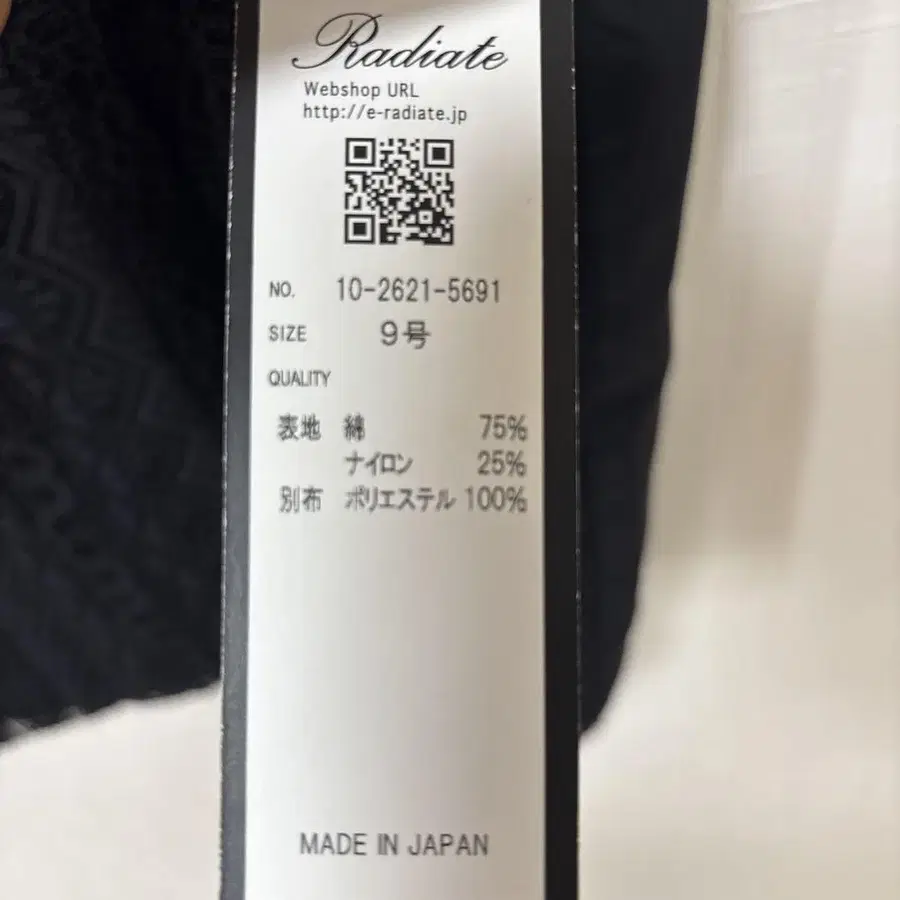 Radiate
Webshop URL
http://e-radiate.jp
NO. 10-2621-5691
SIZE 9号
QUALITY
表地 綿 75%
ナイロン 25%
別布 ポリエステル 100%
MADE IN JAPAN